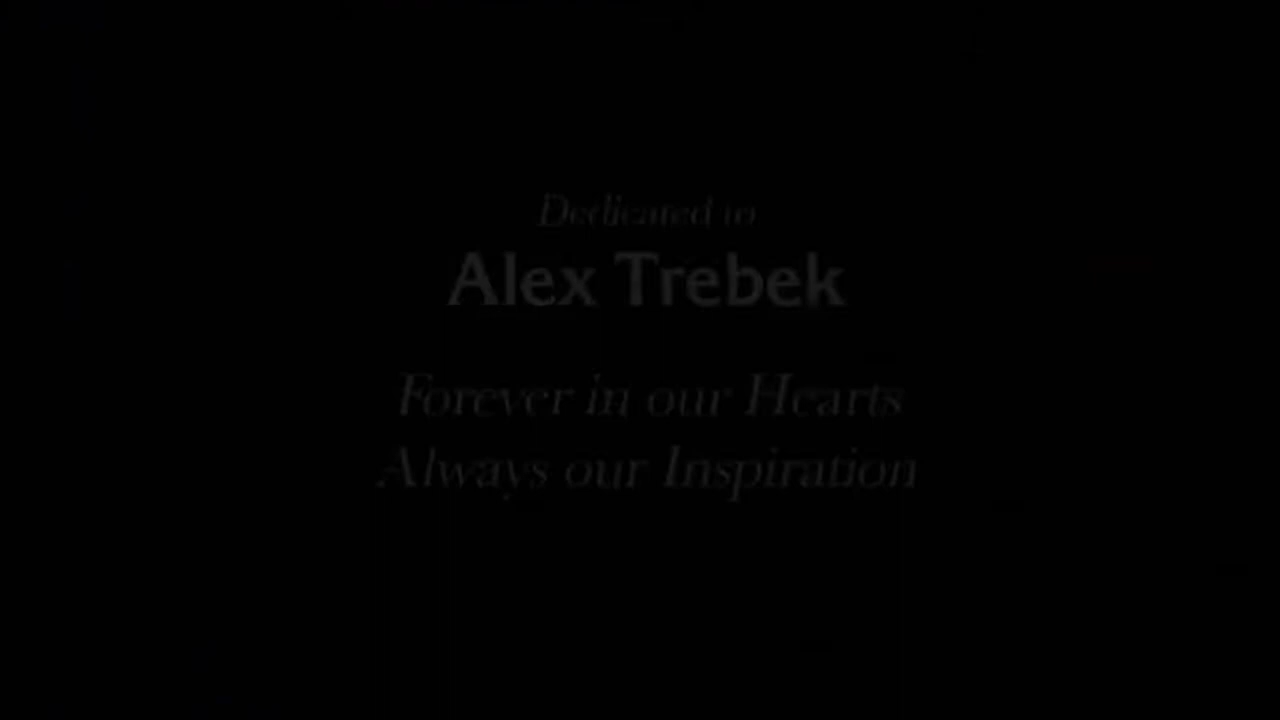 Dedicated to
Alex Trebek
Forever in our Hearts
Always our Inspiration